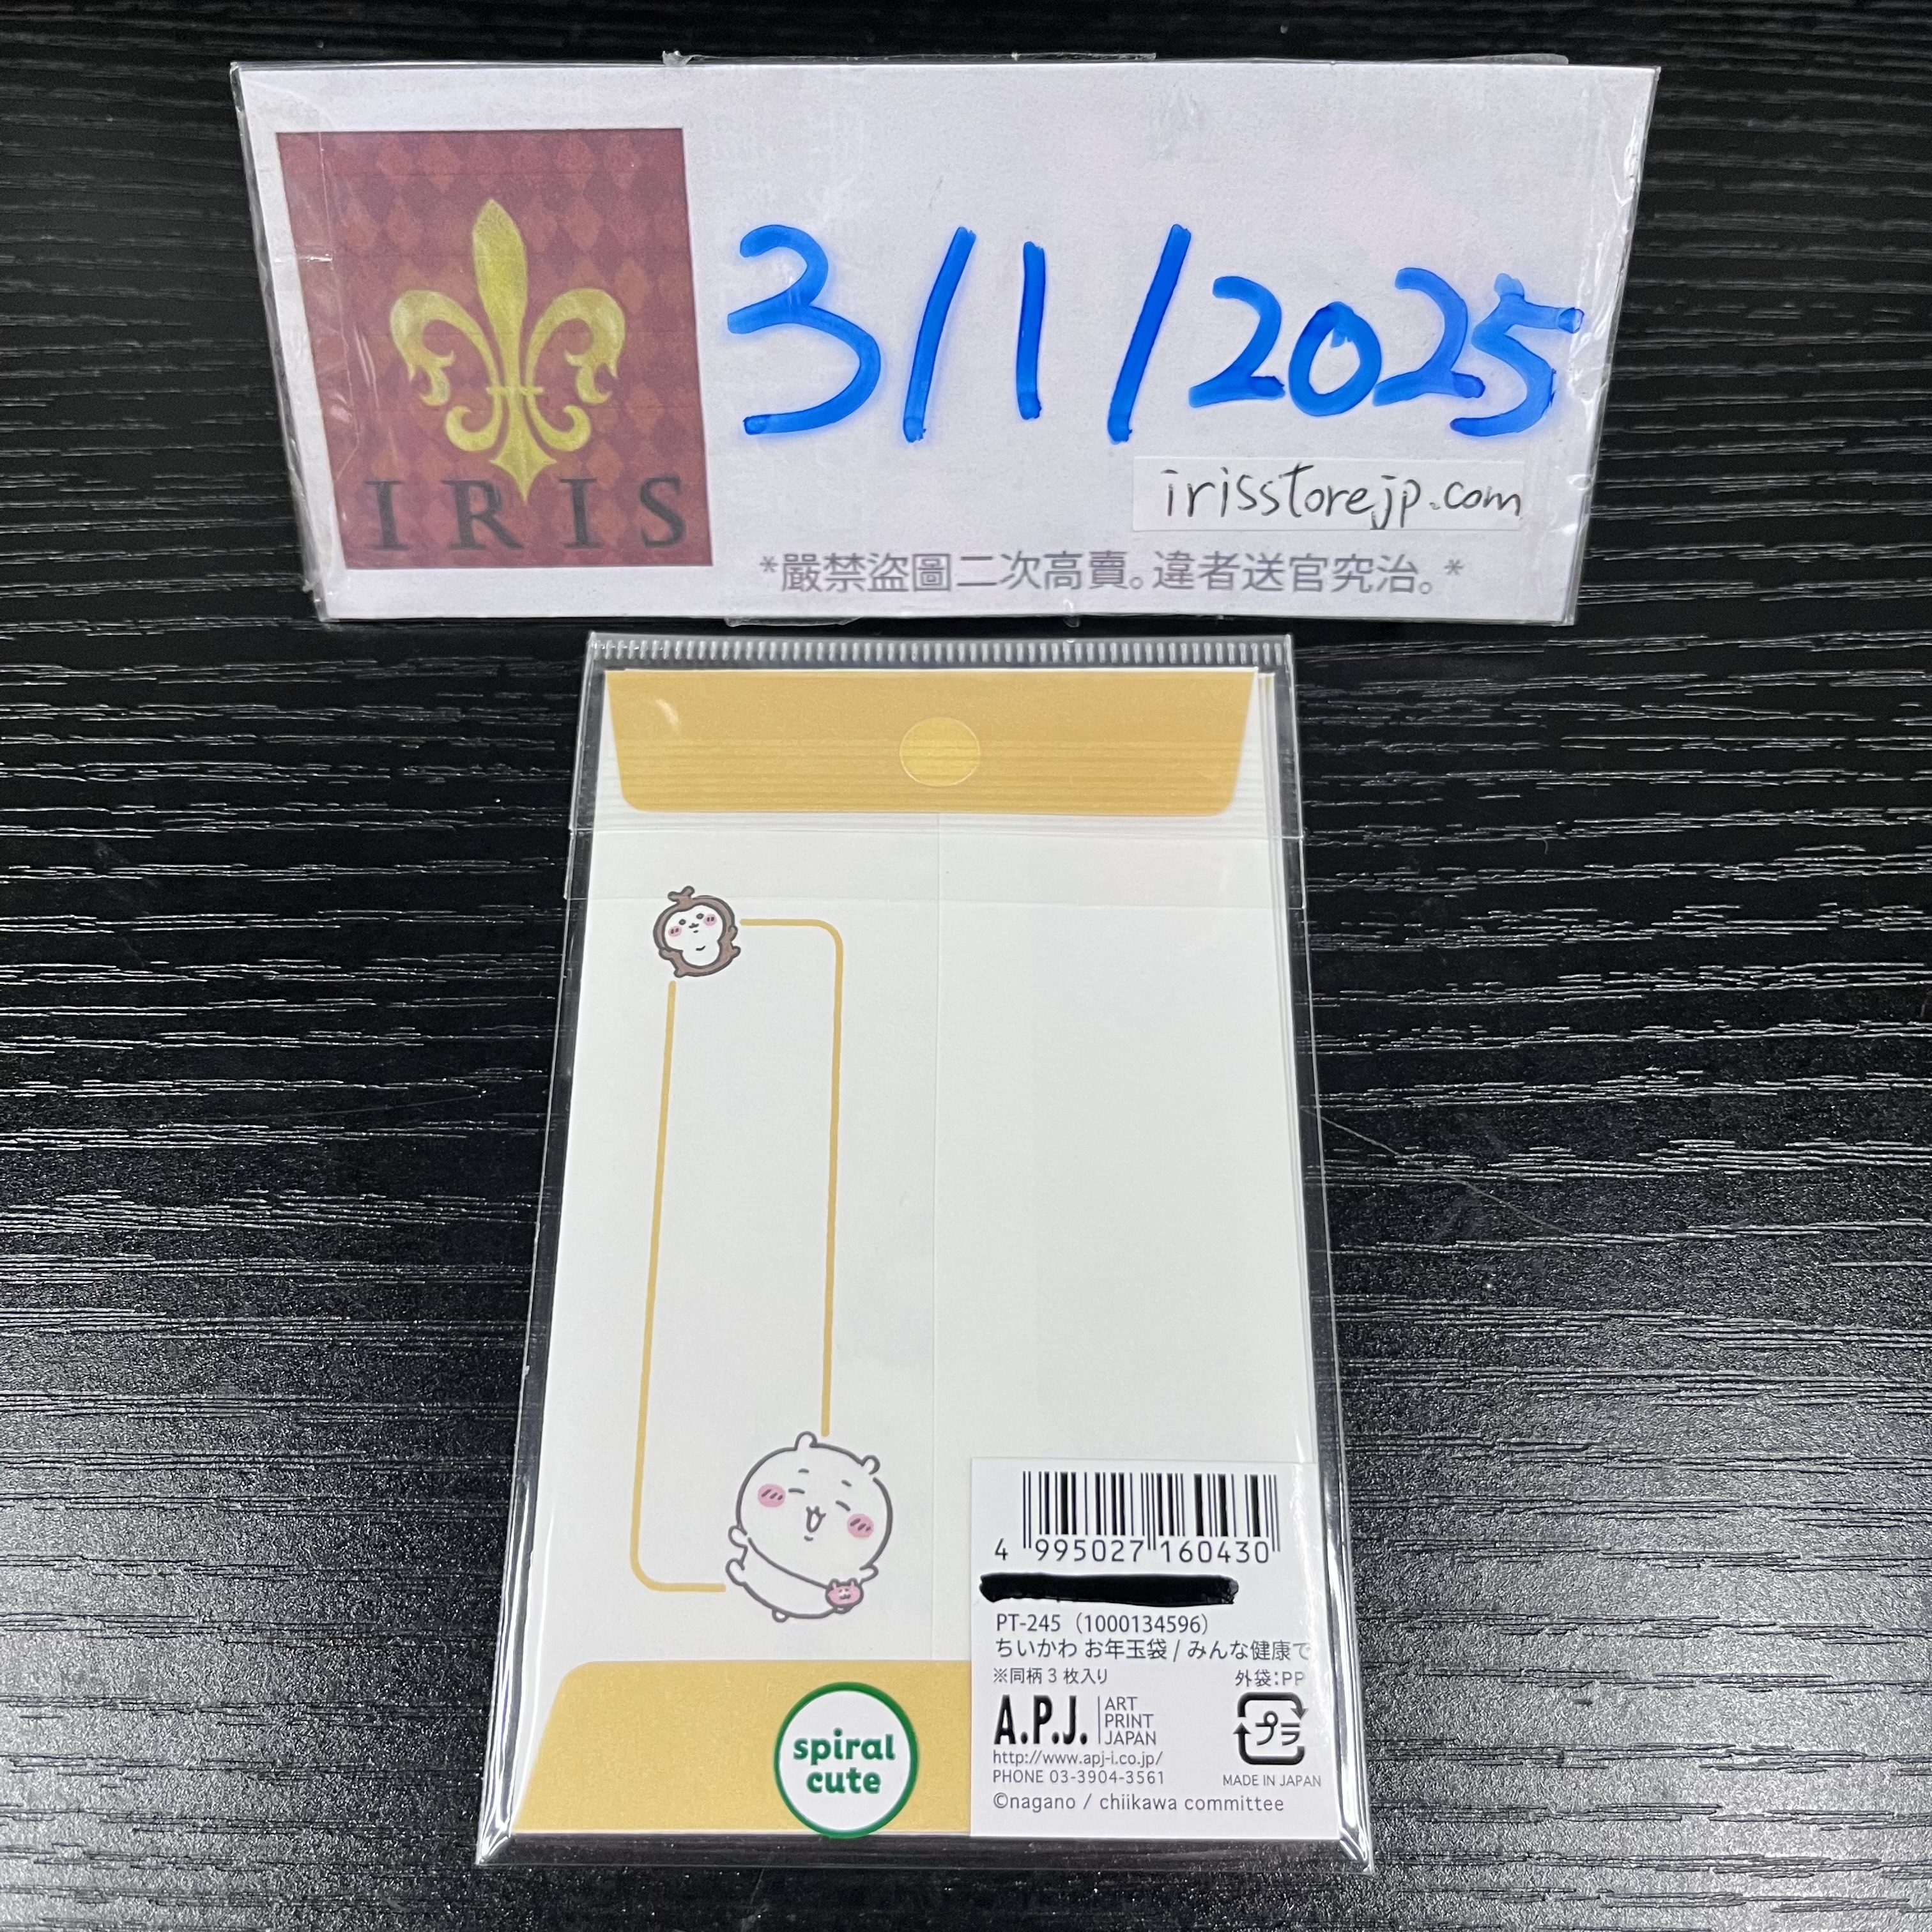 IRIS
3/1/2025
irisstorejp.com
*嚴禁盜圖二次高賣。違者送官究治。*
4 995027 160430
PT-245（1000134596）
ちいかわ お年玉袋 / みんな健康で
※同柄 3 枚入り 外袋:PP
A.P.J. ART PRINT JAPAN
プラ
http://www.apj-i.co.jp/
PHONE 03-3904-3561
MADE IN JAPAN
©nagano / chiikawa committee
spiral
cute